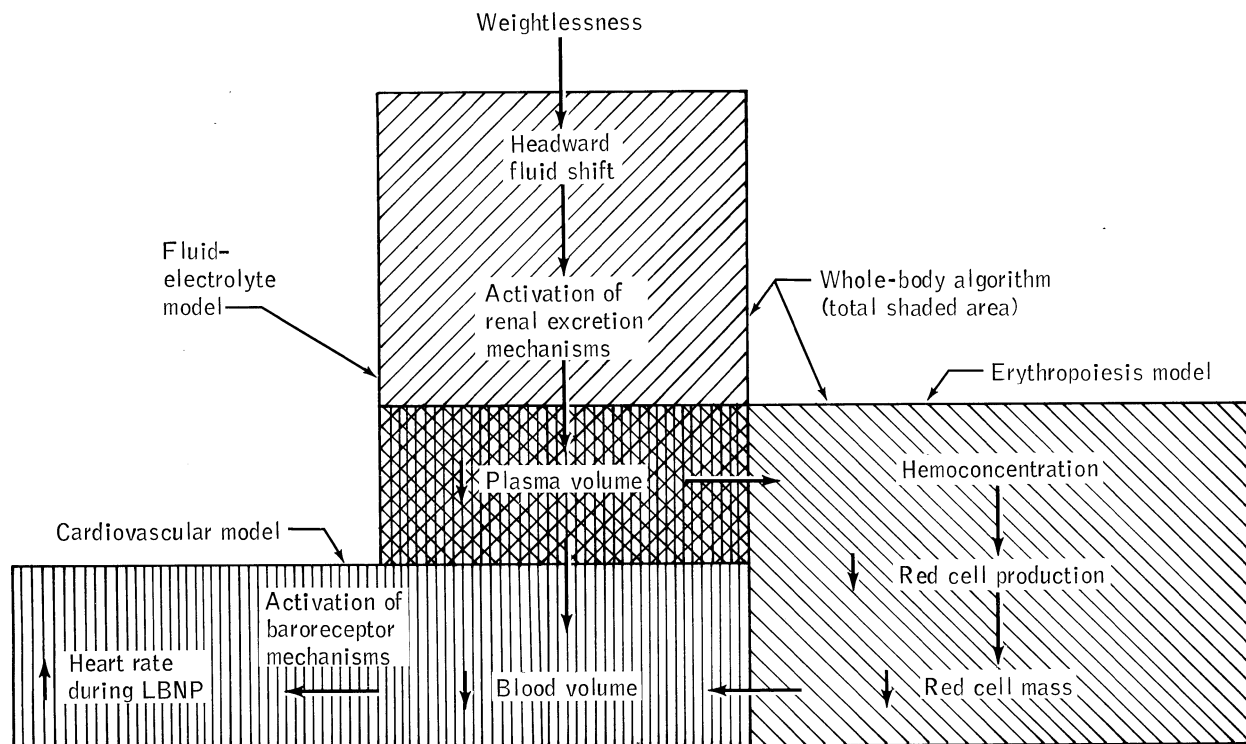 Weightlessness
Headward
fluid shift
Fluid-
electrolyte
model
Activation of
renal excretion
mechanisms
Whole-body algorithm
(total shaded area)
Erythropoiesis model
Plasma volume
Hemoconcentration
Cardiovascular model
Red cell production
Activation of
baroreceptor
mechanisms
Heart rate
during LBNP
Blood volume
Red cell mass